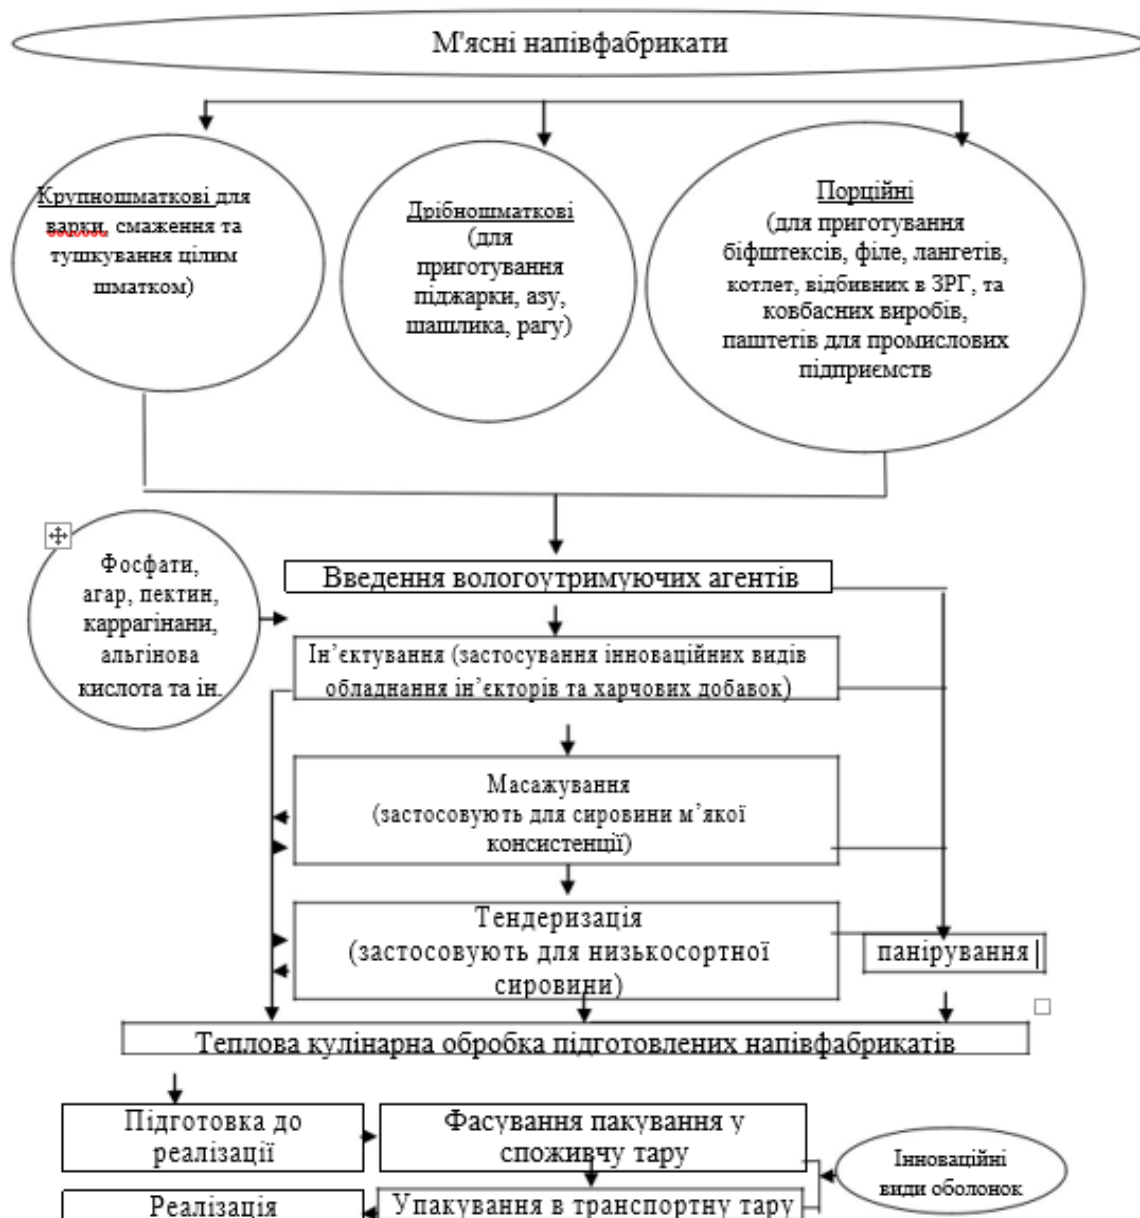 М'ясні напівфабрикати
Крупношматкові для
варки, смаження та
тушкування цілим
шматком)
Дрібношматкові
(для
приготування
піджарки, азу,
шашлика, рагу)
Порційні
(для приготування
біфштексів, філе, лангетів,
котлет, відбивних в ЗРГ, та
ковбасних виробів,
паштетів для промислових
підприємств
Фосфати,
агар, пектин,
каррагінани,
альгінова
кислота та ін.
Введення вологоутримуючих агентів
Ін’єктування (застосування інноваційних видів
обладнання ін’єкторів та харчових добавок)
Масажування
(застосовують для сировини м’якої
консистенції)
Тендеризація
(застосовують для низькосортної
сировини)
панірування
Теплова кулінарна обробка підготовлених напівфабрикатів
Підготовка до
реалізації
Фасування пакування у
споживчу тару
Інноваційні
види оболонок
Реалізація
Упакування в транспортну тару